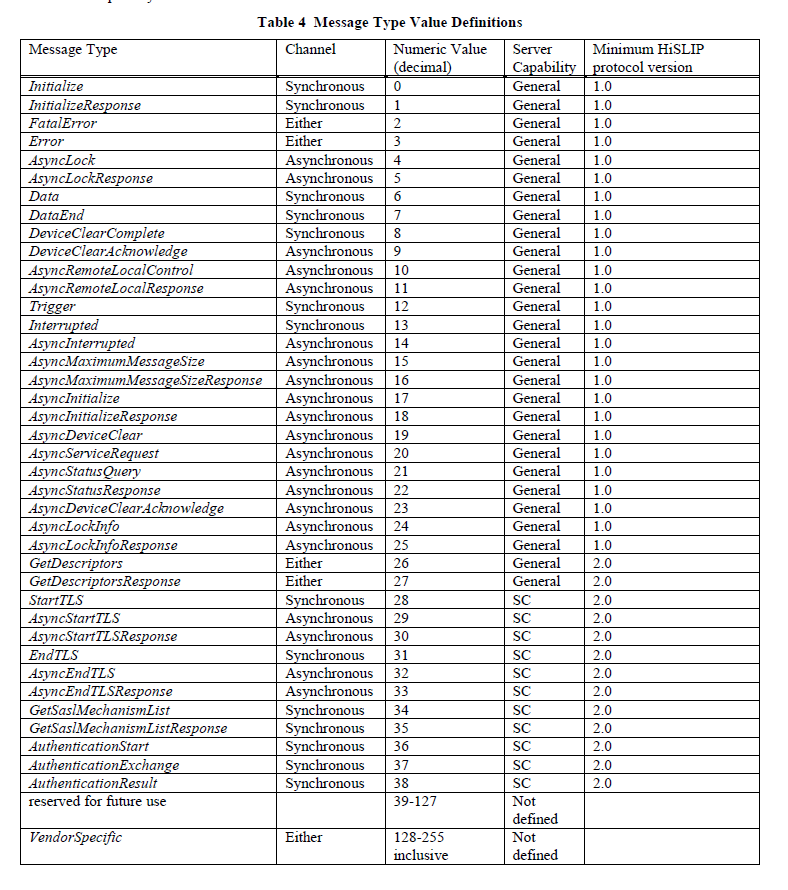 Table 4 Message Type Value Definitions
Message Type Channel Numeric Value (decimal) Server Capability Minimum HiSLIP protocol version
Initialize Synchronous 0 General 1.0
InitializeResponse Synchronous 1 General 1.0
FatalError Either 2 General 1.0
Error Either 3 General 1.0
AsyncLock Asynchronous 4 General 1.0
AsyncLockResponse Asynchronous 5 General 1.0
Data Synchronous 6 General 1.0
DataEnd Synchronous 7 General 1.0
DeviceClearComplete Synchronous 8 General 1.0
DeviceClearAcknowledge Asynchronous 9 General 1.0
AsyncRemoteLocalControl Asynchronous 10 General 1.0
AsyncRemoteLocalResponse Asynchronous 11 General 1.0
Trigger Synchronous 12 General 1.0
Interrupted Synchronous 13 General 1.0
AsyncInterrupted Asynchronous 14 General 1.0
AsyncMaximumMessageSize Asynchronous 15 General 1.0
AsyncMaximumMessageSizeResponse Asynchronous 16 General 1.0
AsyncInitialize Asynchronous 17 General 1.0
AsyncInitializeResponse Asynchronous 18 General 1.0
AsyncDeviceClear Asynchronous 19 General 1.0
AsyncServiceRequest Asynchronous 20 General 1.0
AsyncStatusQuery Asynchronous 21 General 1.0
AsyncStatusResponse Asynchronous 22 General 1.0
AsyncDeviceClearAcknowledge Asynchronous 23 General 1.0
AsyncLockInfo Asynchronous 24 General 1.0
AsyncLockInfoResponse Asynchronous 25 General 1.0
GetDescriptors Either 26 General 2.0
GetDescriptorsResponse Either 27 General 2.0
StartTLS Synchronous 28 SC 2.0
AsyncStartTLS Asynchronous 29 SC 2.0
AsyncStartTLSResponse Asynchronous 30 SC 2.0
EndTLS Synchronous 31 SC 2.0
AsyncEndTLS Asynchronous 32 SC 2.0
AsyncEndTLSResponse Asynchronous 33 SC 2.0
GetSaslMechanismList Synchronous 34 SC 2.0
GetSaslMechanismListResponse Synchronous 35 SC 2.0
AuthenticationStart Synchronous 36 SC 2.0
AuthenticationExchange Synchronous 37 SC 2.0
AuthenticationResult Synchronous 38 SC 2.0
reserved for future use 39-127 Not defined
VendorSpecific Either 128-255 inclusive Not defined